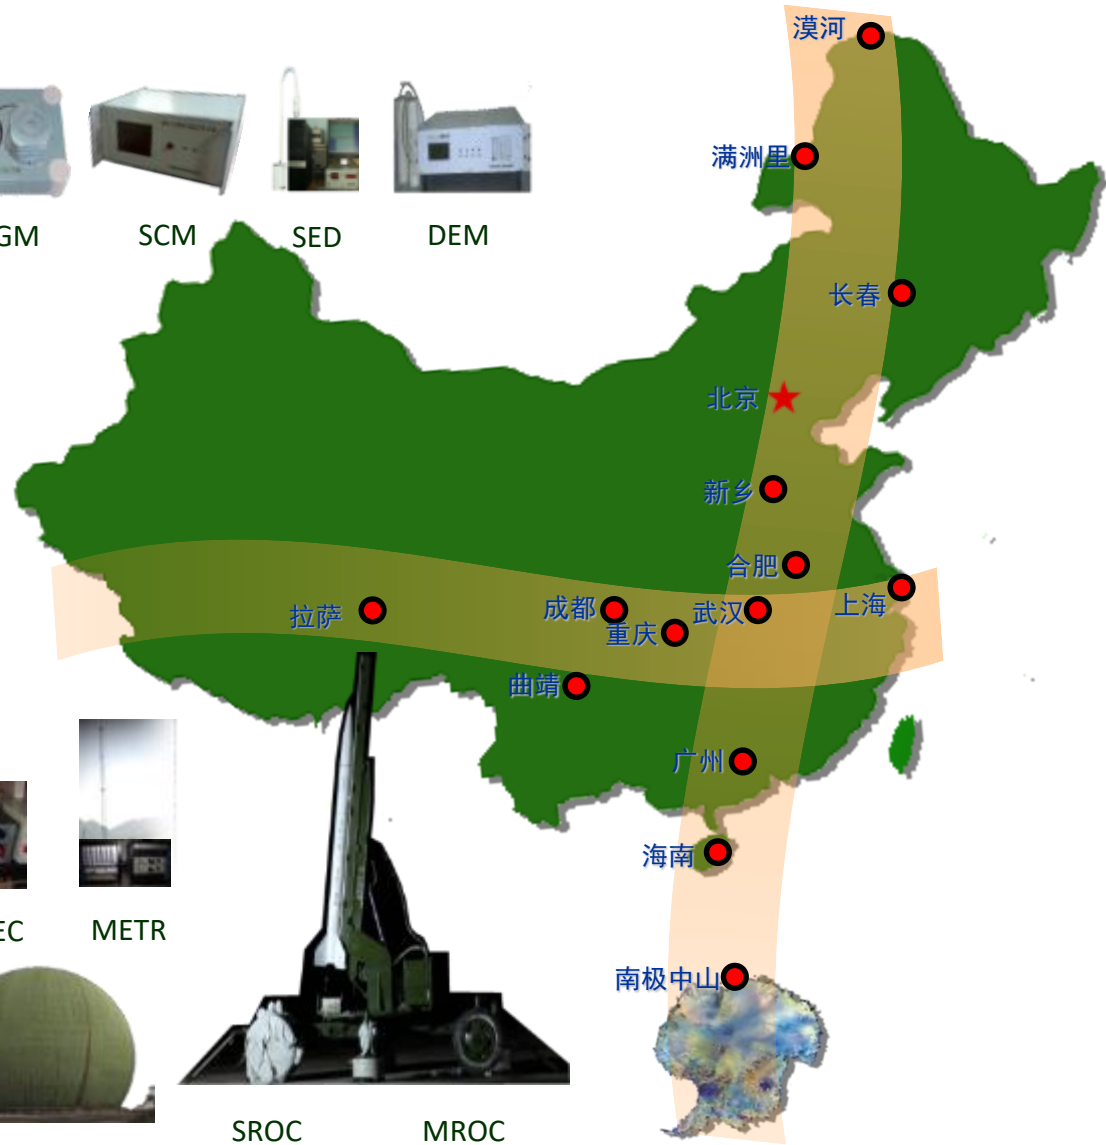 漠河
满洲里
GM
SCM
SED
DEM
长春
北京
新乡
合肥
拉萨
成都
武汉
上海
重庆
曲靖
广州
海南
EC
METR
南极中山
SROC
MROC